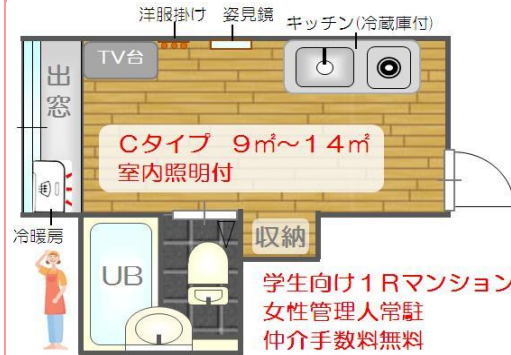 洋服掛け 姿見鏡 キッチン(冷蔵庫付)
TV台
出窓
Cタイプ 9㎡～14㎡
室内照明付
冷暖房
収納
UB
学生向け1Rマンション
女性管理人常駐
仲介手数料無料